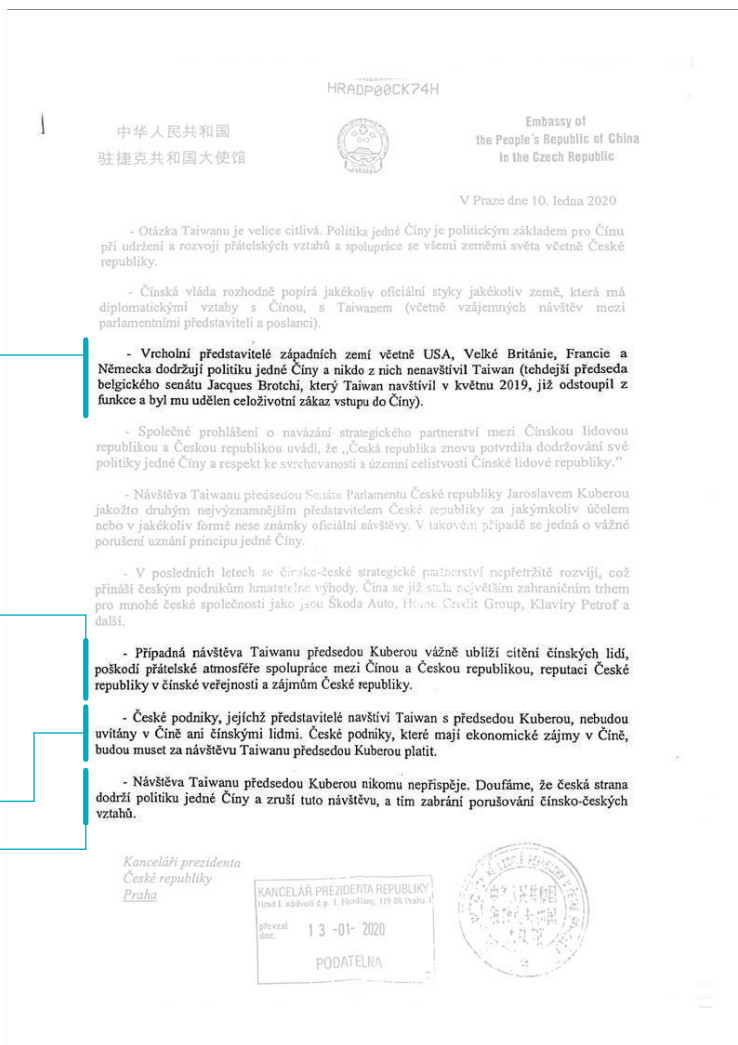 HRADP00CK74H
中华人民共和国
驻捷克共和国大使馆
Embassy of
the People's Republic of China
in the Czech Republic
V Praze dne 10. ledna 2020
- Otázka Taiwanu je velice citlivá. Politika jedné Číny je politickým základem pro Čínu
při udržení a rozvoji přátelských vztahů a spolupráce se všemi zeměmi světa včetně České
republiky.
- Čínská vláda rozhodně popírá jakékoliv oficiální styky jakékoliv země, která má
diplomatickými vztahy s Čínou, s Taiwanem (včetně vzájemných návštěv mezi
parlamentními představiteli a poslanci).
- Vrcholní představitelé západních zemí včetně USA, Velké Británie, Francie a
Německa dodržují politiku jedné Číny a nikdo z nich nenavštívil Taiwan (tehdejší předseda
belgického senátu Jacques Brotchi, který Taiwan navštívil v květnu 2019, již odstoupil z
funkce a byl mu udělen celoživotní zákaz vstupu do Číny).
- Společné prohlášení o navázání strategického partnerství mezi Čínskou lidovou
republikou a Českou republikou uvádí, že „Česká republika znovu potvrdila dodržování své
politiky jedné Číny a respekt ke svrchovanosti a územní celistvosti Čínské lidové republiky.”
- Návštěva Taiwanu předsedou Senátu Parlamentu České republiky Jaroslavem Kuberou
jakožto druhým nejvýznamnějším představitelem České republiky za jakýmkoliv účelem
nebo v jakékoliv formě nese známky oficiální návštěvy. V takovém případě se jedná o vážné
porušení uznání principu jedné Číny.
- V posledních letech se čínsko-české strategické partnerství nepřetržitě rozvíjí, což
přináší českým podnikům hmatatelné výhody. Čína se již stala největším zahraničním trhem
pro mnohé české společnosti jako jsou Škoda Auto, Home Credit Group, Klavíry Petrof a
další.
- Případná návštěva Taiwanu předsedou Kuberou vážně ublíží cítění čínských lidí,
poškodí přátelské atmosféře spolupráce mezi Čínou a Českou republikou, reputaci České
republiky v čínské veřejnosti a zájmům České republiky.
- České podniky, jejíchž představitelé navštíví Taiwan s předsedou Kuberou, nebudou
uvítány v Číně ani čínskými lidmi. České podniky, které mají ekonomické zájmy v Číně,
budou muset za návštěvu Taiwanu předsedou Kuberou platit.
- Návštěva Taiwanu předsedou Kuberou nikomu nepřispěje. Doufáme, že česká strana
dodrží politiku jedné Číny a zruší tuto návštěvu, a tím zabrání porušování čínsko-českých
vztahů.
Kanceláři prezidenta
České republiky
Praha
KANCELÁŘ PREZIDENTA REPUBLIKY
Hrad I. nádvoří č.p. 1, Hradčany, 119 08 Praha 1
převzal
dne:
13 -01- 2020
PODATELNA